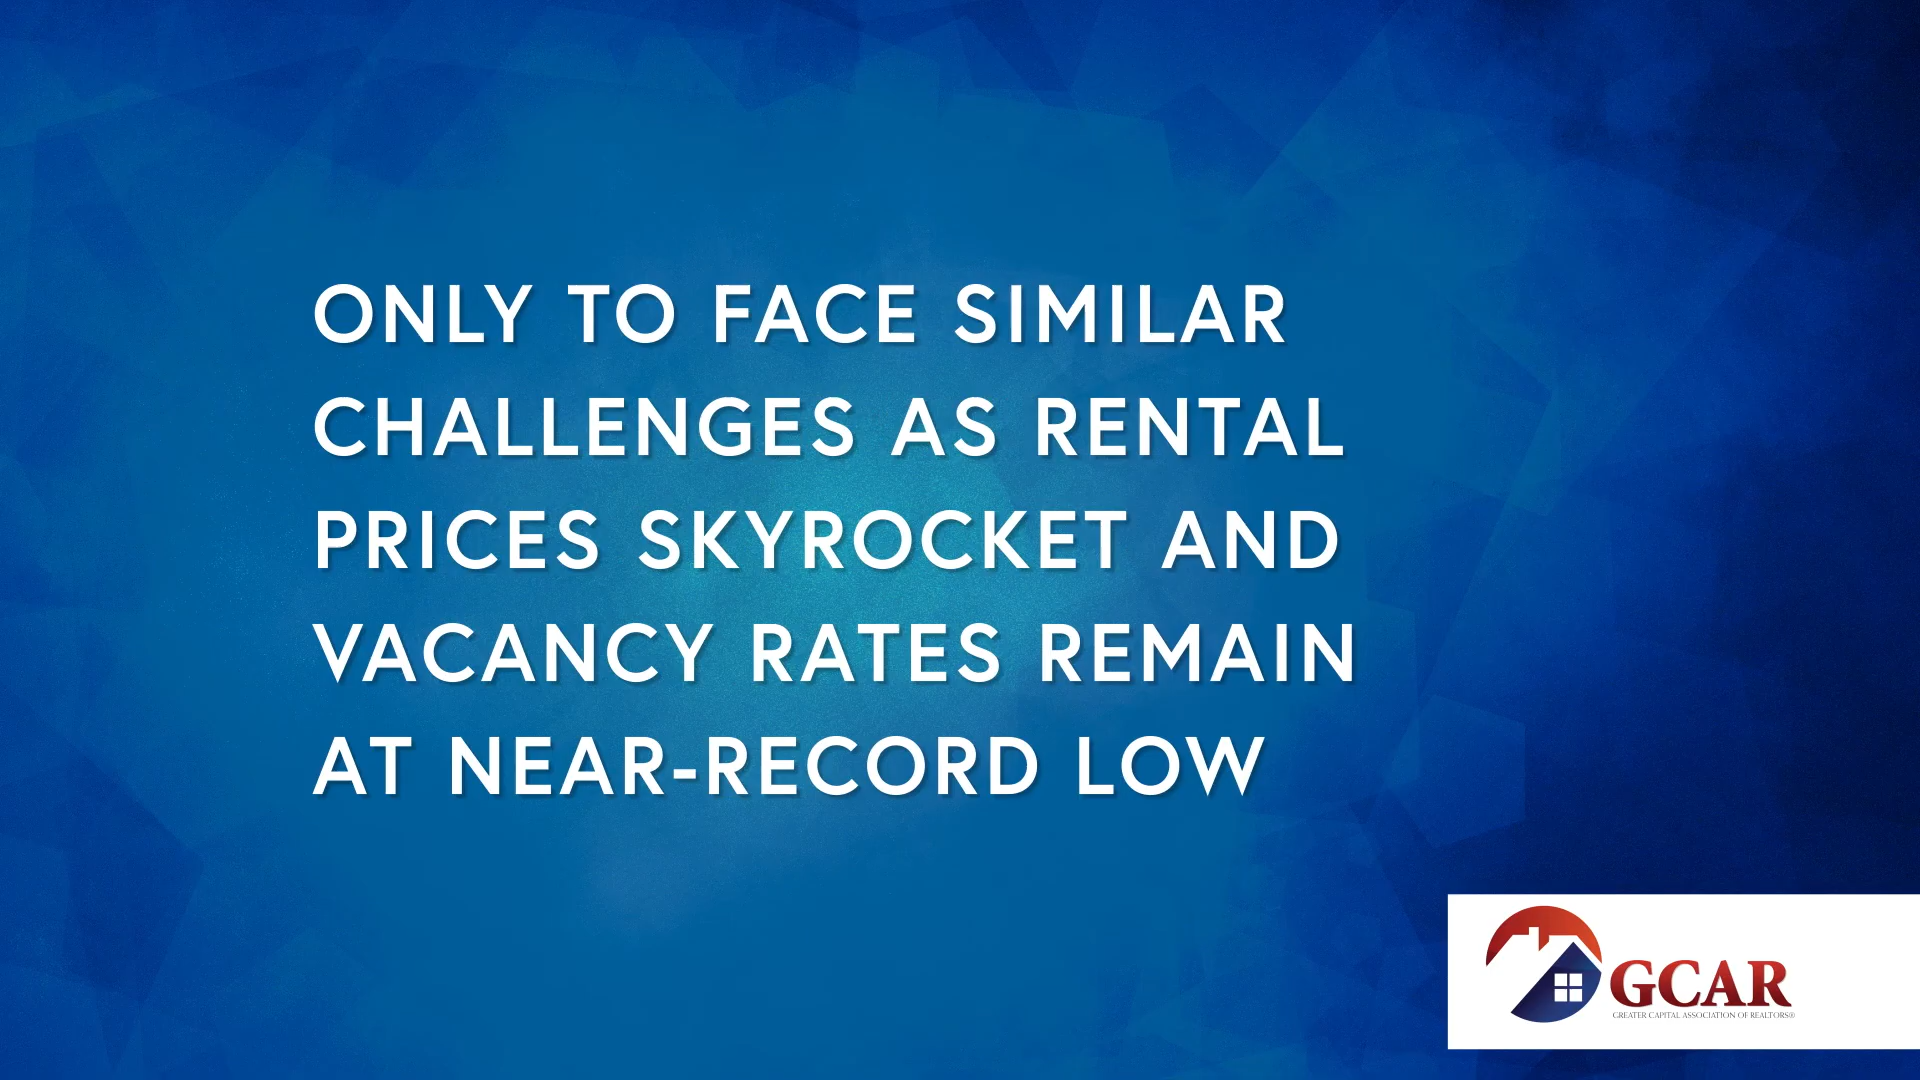 ONLY TO FACE SIMILAR
CHALLENGES AS RENTAL
PRICES SKYROCKET AND
VACANCY RATES REMAIN
AT NEAR-RECORD LOW
GCAR
GREATER CAPITAL ASSOCIATION OF REALTORS®